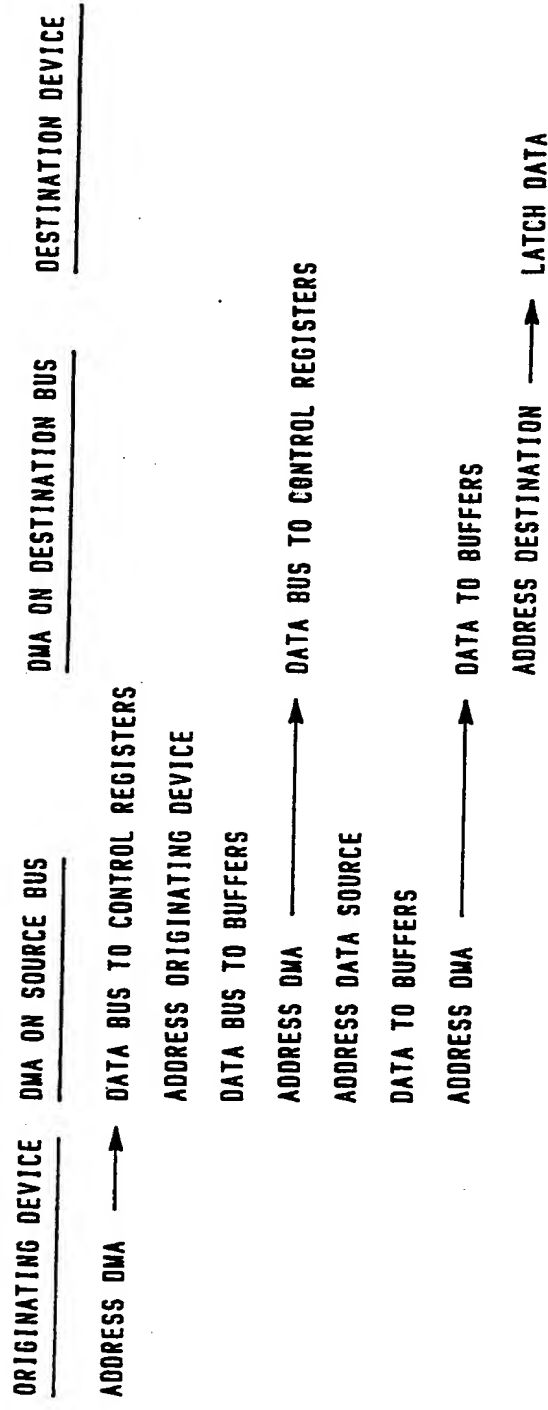 ORIGINATING DEVICE DMA ON SOURCE BUS DMA ON DESTINATION BUS DESTINATION DEVICE
ADDRESS DMA → DATA BUS TO CONTROL REGISTERS
ADDRESS ORIGINATING DEVICE
DATA BUS TO BUFFERS
ADDRESS DMA → DATA BUS TO CONTROL REGISTERS
ADDRESS DATA SOURCE
DATA TO BUFFERS
ADDRESS DMA → DATA TO BUFFERS
ADDRESS DESTINATION → LATCH DATA